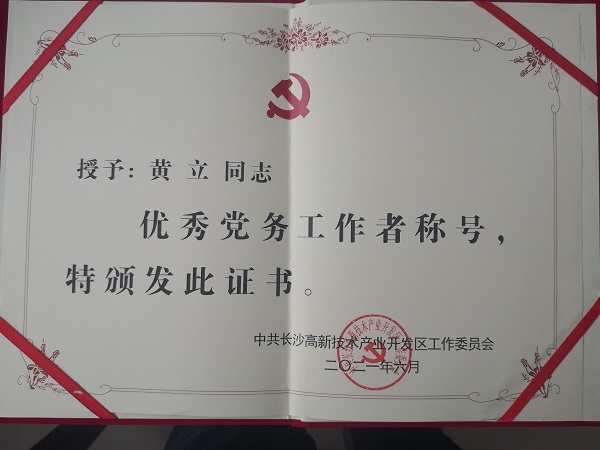 授予：黄 立 同志
优秀党务工作者称号，
特颁发此证书。
中共长沙高新技术产业开发区工作委员会
二〇二一年六月